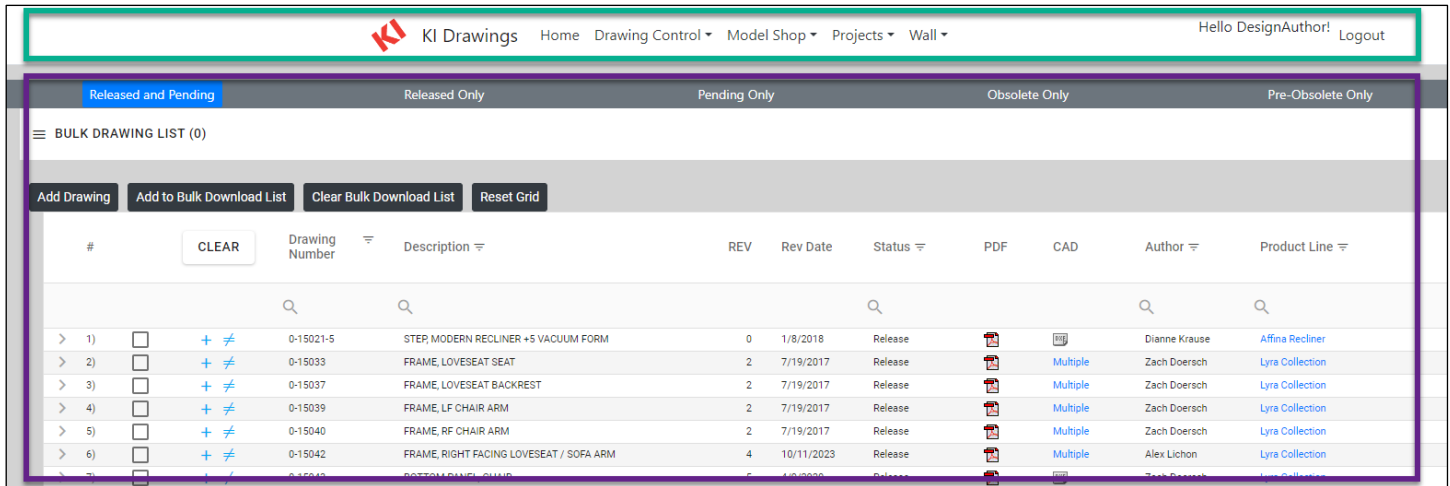 KI KI Drawings Home Drawing Control Model Shop Projects Wall Hello DesignAuthor! Logout
Released and Pending Released Only Pending Only Obsolete Only Pre-Obsolete Only
BULK DRAWING LIST (0)
Add Drawing Add to Bulk Download List Clear Bulk Download List Reset Grid
# CLEAR Drawing Number Description REV Rev Date Status PDF CAD Author Product Line
1) + ≠ 0-15021-5 STEP, MODERN RECLINER +5 VACUUM FORM 0 1/8/2018 Release DXF Dianne Krause Affina Recliner
2) + ≠ 0-15033 FRAME, LOVESEAT SEAT 2 7/19/2017 Release Multiple Zach Doersch Lyra Collection
3) + ≠ 0-15037 FRAME, LOVESEAT BACKREST 2 7/19/2017 Release Multiple Zach Doersch Lyra Collection
4) + ≠ 0-15039 FRAME, LF CHAIR ARM 2 7/19/2017 Release Multiple Zach Doersch Lyra Collection
5) + ≠ 0-15040 FRAME, RF CHAIR ARM 2 7/19/2017 Release Multiple Zach Doersch Lyra Collection
6) + ≠ 0-15042 FRAME, RIGHT FACING LOVESEAT / SOFA ARM 4 10/11/2023 Release Multiple Alex Lichon Lyra Collection